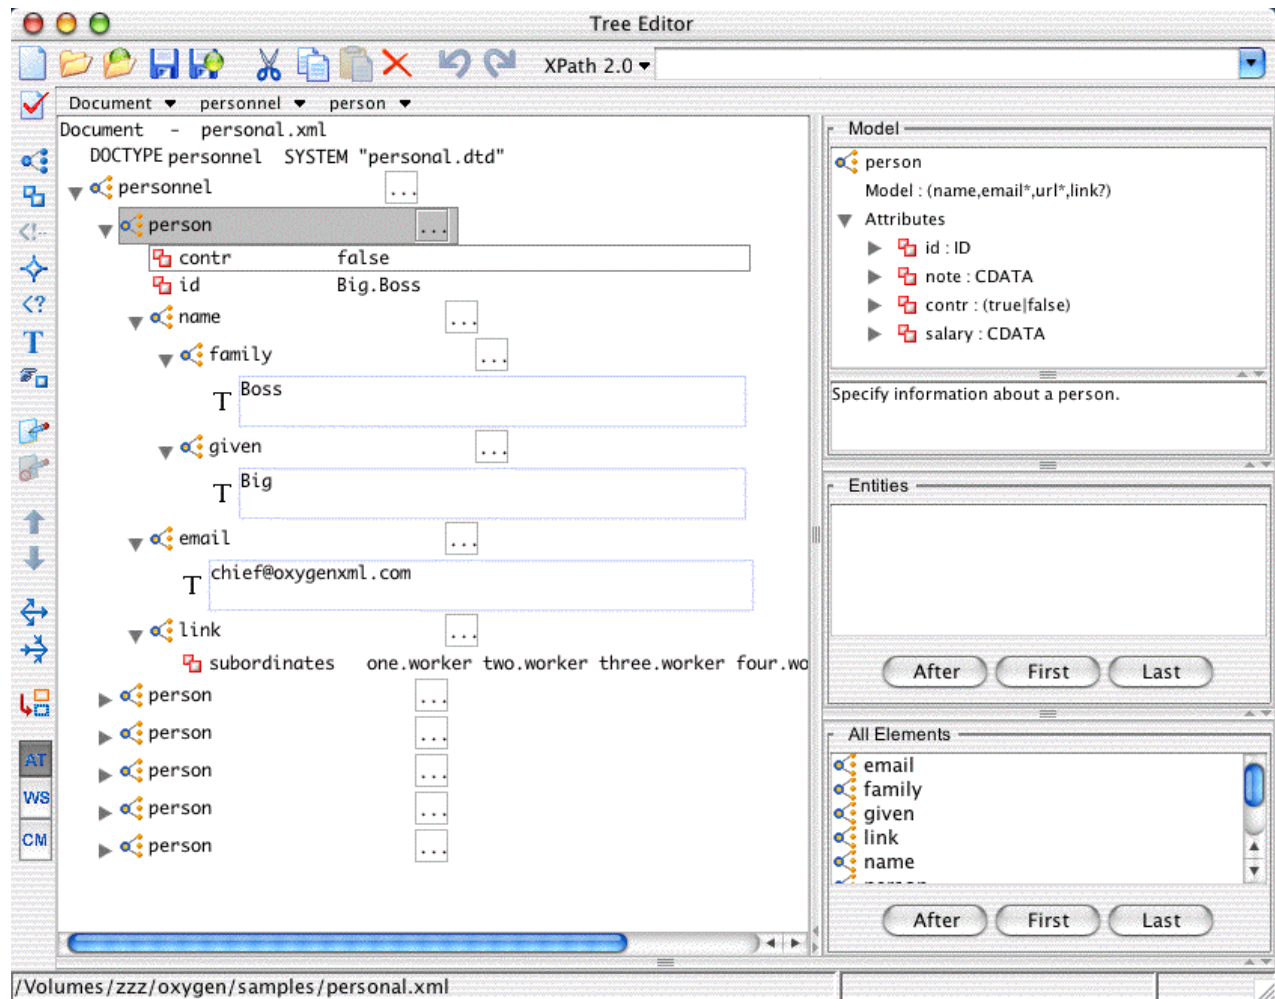 Tree Editor
XPath 2.0
Document personnel person
Document - personal.xml
DOCTYPE personnel SYSTEM "personal.dtd"
personnel ...
person ...
contr false
id Big.Boss
name ...
family ...
T Boss
given ...
T Big
email ...
T chief@oxygenxml.com
link ...
subordinates one.worker two.worker three.worker four.wo
person ...
person ...
person ...
person ...
person ...
<!--
<?
T
AT
WS
CM
Model
person
Model : (name,email*,url*,link?)
Attributes
id : ID
note : CDATA
contr : (true|false)
salary : CDATA
Specify information about a person.
Entities
After First Last
All Elements
email
family
given
link
name
After First Last
/Volumes/zzz/oxygen/samples/personal.xml